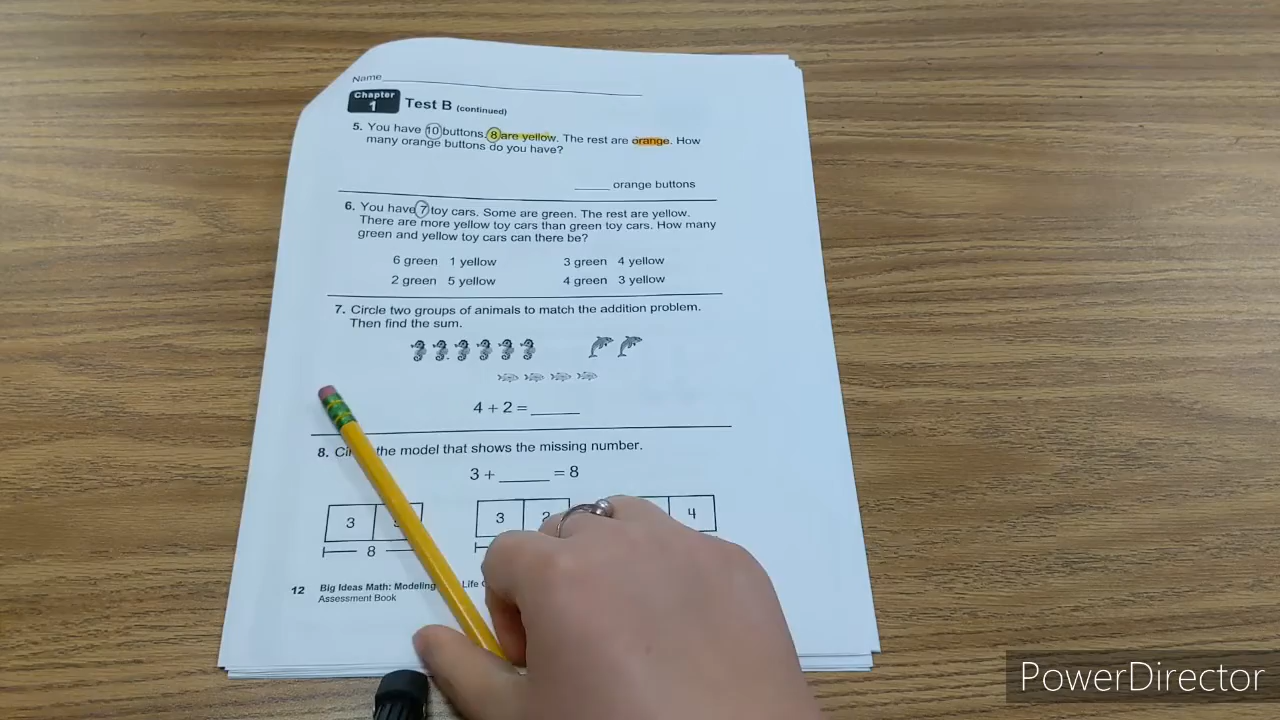 Name
Chapter 1 Test B (continued)
5. You have 10 buttons. 8 are yellow. The rest are orange. How
many orange buttons do you have?
_____ orange buttons
6. You have 7 toy cars. Some are green. The rest are yellow.
There are more yellow toy cars than green toy cars. How many
green and yellow toy cars can there be?
6 green 1 yellow 3 green 4 yellow
2 green 5 yellow 4 green 3 yellow
7. Circle two groups of animals to match the addition problem.
Then find the sum.
4 + 2 = _____
8. the model that shows the missing number.
3 + _____ = 8
3 3 4
8
12 Big Ideas Math: Modeling Life
Assessment Book
PowerDirector